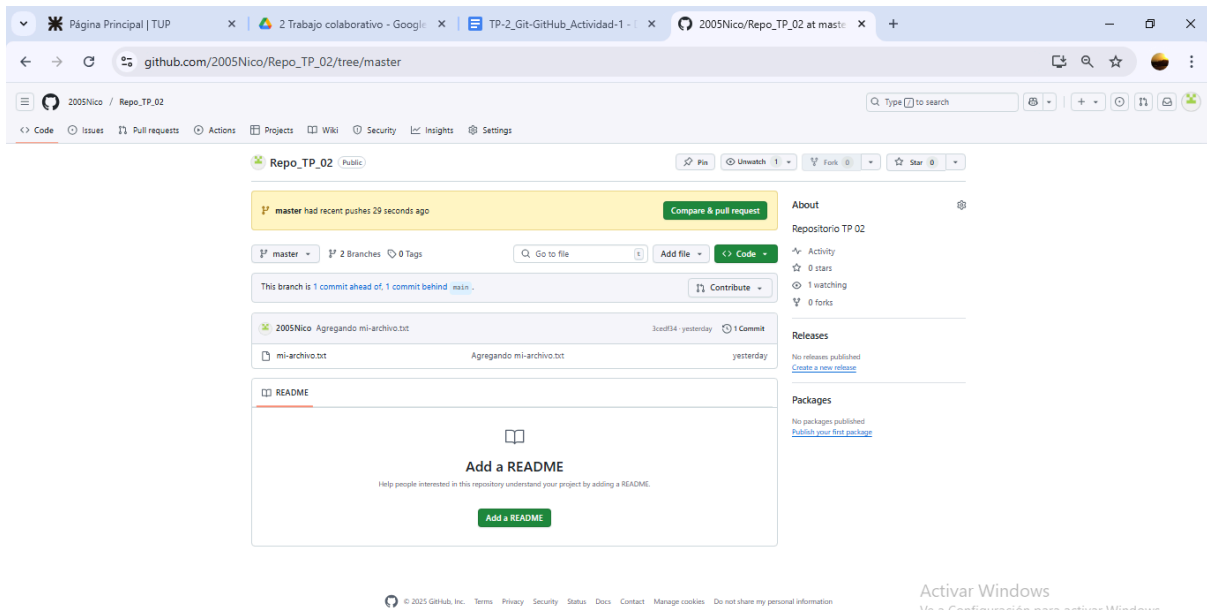 Página Principal | TUP
2 Trabajo colaborativo - Google
TP-2_Git-GitHub_Actividad-1 -
2005Nico/Repo_TP_02 at maste
github.com/2005Nico/Repo_TP_02/tree/master
2005Nico / Repo_TP_02
Type / to search
Code Issues Pull requests Actions Projects Wiki Security Insights Settings
Repo_TP_02 Public
Pin Unwatch 1 Fork 0 Star 0
master had recent pushes 29 seconds ago
Compare & pull request
master 2 Branches 0 Tags
Go to file t Add file <> Code
This branch is 1 commit ahead of, 1 commit behind main .
Contribute
2005Nico Agregando mi-archivo.txt
3cedf34 · yesterday 1 Commit
mi-archivo.txt Agregando mi-archivo.txt yesterday
README
Add a README
Help people interested in this repository understand your project by adding a README.
Add a README
About
Repositorio TP 02
Activity
0 stars
1 watching
0 forks
Releases
No releases published
Create a new release
Packages
No packages published
Publish your first package
© 2025 GitHub, Inc. Terms Privacy Security Status Docs Contact Manage cookies Do not share my personal information
Activar Windows
Ve a Configuración para activar Windows